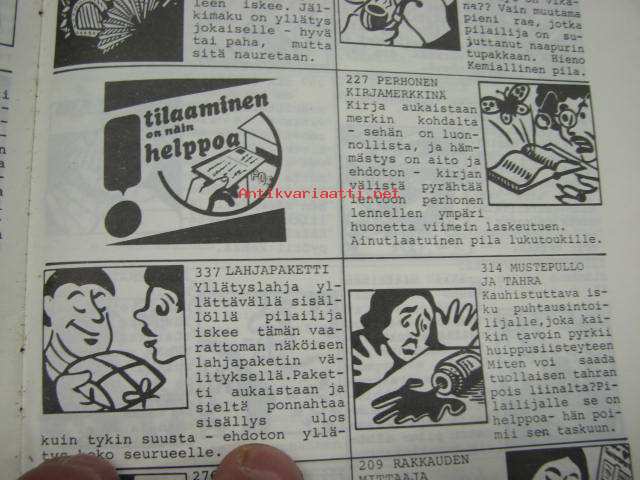 leen iskee. Jäl-
kimaku on yllätys
jokaiselle - hyvä
tai paha, mutta
sitä nauretaan.
na?? Vain muutama
pieni rae, jotka
pilailija on su-
juttanut naapurin
tupakkaan. Hieno
Kemiallinen pila.
!
tilaaminen
on näin
helppoa
Antikvariaatti.net
227 PERHONEN
KIRJAMERKKINÄ
Kirja aukaistaan
merkin kohdalta
- sehän on luon-
nollista, ja häm-
mästys on aito ja
ehdoton - kirjan
välistä pyrähtää
lentoon perhonen
lennellen ympäri
huonetta viimein laskeutuen.
Ainutlaatuinen pila lukutoukille.
337 LAHJAPAKETTI
Yllätyslahja yl-
lättävällä sisäl-
löllä pilailija
iskee tämän vaa-
rattoman näköisen
lahjapaketin vä-
lityksellä.Paket-
ti aukaistaan ja
sieltä ponnahtaa
sisällys ulos
kuin tykin suusta - ehdoton yllä-
tys koko seurueelle.
314 MUSTEPULLO
JA TAHRA
Kauhistuttava is-
ku puhtausintoi-
lijalle,joka kai-
kin tavoin pyrkii
huippusiisteyteen
Miten voi saada
tuollaisen tahran
pois liinalta?Pi-
lailijalle se on
helppoa- hän poi-
mii sen taskuun.
209 RAKKAUDEN
MITTAAJA